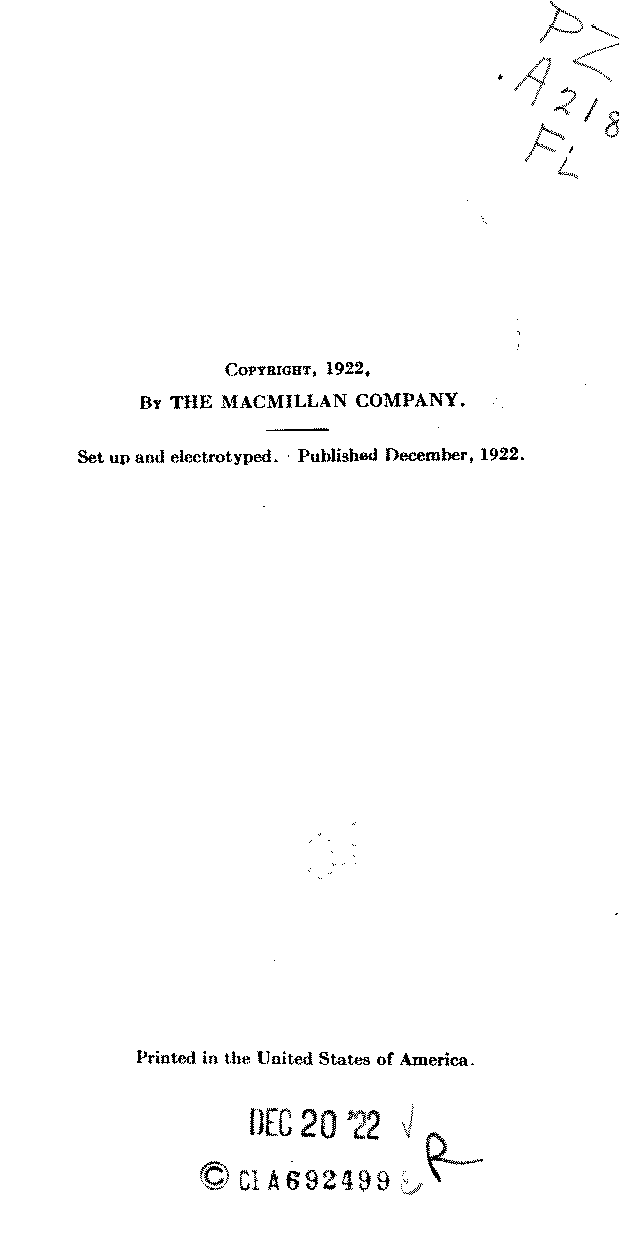 PZ
A218
FL
COPYRIGHT, 1922,
BY THE MACMILLAN COMPANY.
Set up and electrotyped. Published December, 1922.
Printed in the United States of America.
DEC 20 '22 ✓
© Cl A692499
R